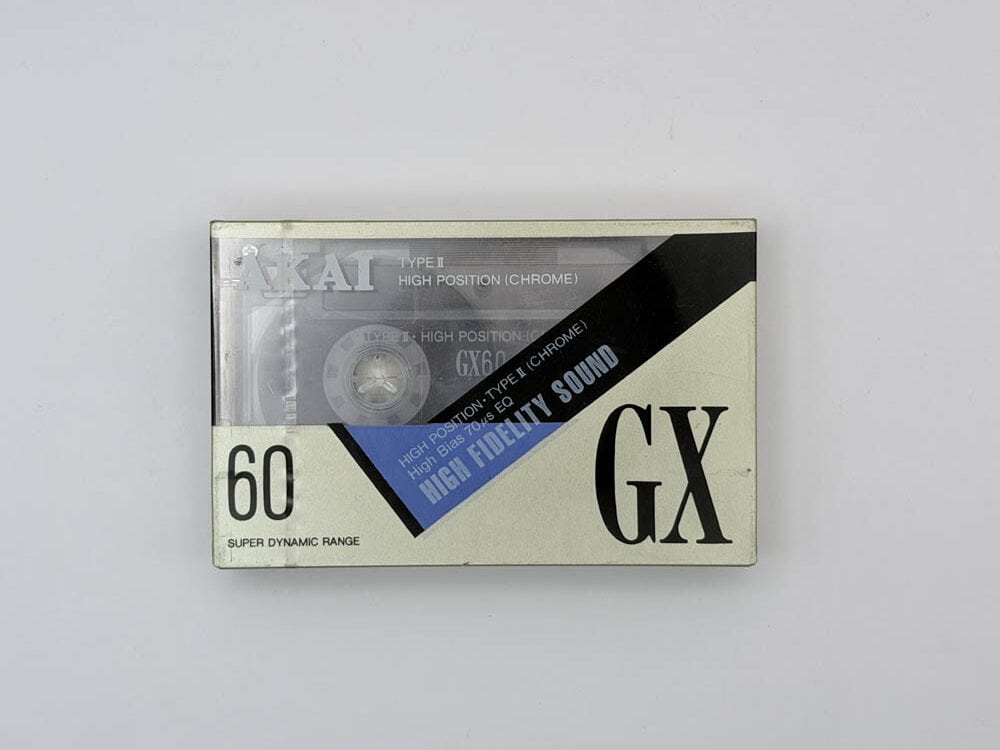 AKAI
TYPE II
HIGH POSITION (CHROME)
TYPE II · HIGH POSITION
GX60
HIGH POSITION · TYPE II (CHROME)
High Bias 70μs EQ
HIGH FIDELITY SOUND
60
SUPER DYNAMIC RANGE
GX